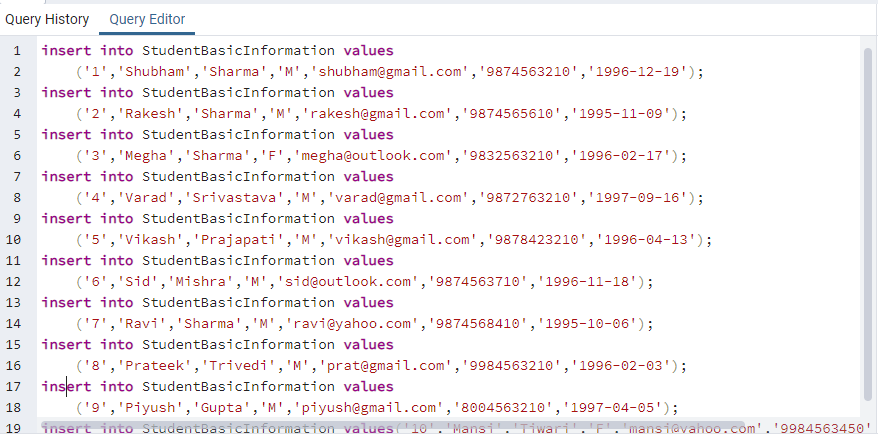 Query History Query Editor
1 insert into StudentBasicInformation values
2 ('1','Shubham','Sharma','M','shubham@gmail.com','9874563210','1996-12-19');
3 insert into StudentBasicInformation values
4 ('2','Rakesh','Sharma','M','rakesh@gmail.com','9874565610','1995-11-09');
5 insert into StudentBasicInformation values
6 ('3','Megha','Sharma','F','megha@outlook.com','9832563210','1996-02-17');
7 insert into StudentBasicInformation values
8 ('4','Varad','Srivastava','M','varad@gmail.com','9872763210','1997-09-16');
9 insert into StudentBasicInformation values
10 ('5','Vikash','Prajapati','M','vikash@gmail.com','9878423210','1996-04-13');
11 insert into StudentBasicInformation values
12 ('6','Sid','Mishra','M','sid@outlook.com','9874563710','1996-11-18');
13 insert into StudentBasicInformation values
14 ('7','Ravi','Sharma','M','ravi@yahoo.com','9874568410','1995-10-06');
15 insert into StudentBasicInformation values
16 ('8','Prateek','Trivedi','M','prat@gmail.com','9984563210','1996-02-03');
17 insert into StudentBasicInformation values
18 ('9','Piyush','Gupta','M','piyush@gmail.com','8004563210','1997-04-05');
19 insert into StudentBasicInformation values('10','Mansi','Tiwari','F','mansi@yahoo.com','9984563450'